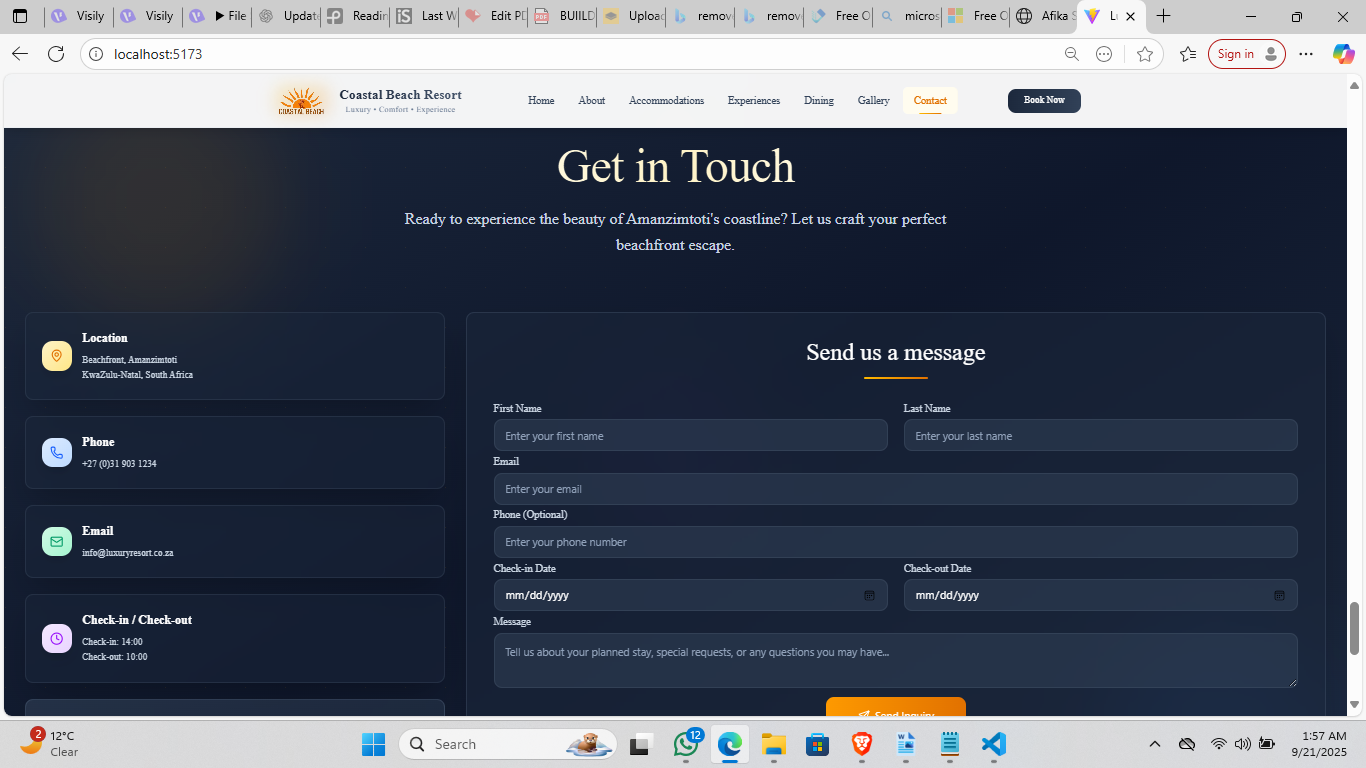 Visily
Visily
File
Update
Readin
Last W
Edit PD
BUILD
Uploa
remov
remov
Free O
micros
Free O
Afika S
Lu
localhost:5173
Sign in
COASTAL BEACH
Coastal Beach Resort
Luxury • Comfort • Experience
Home
About
Accommodations
Experiences
Dining
Gallery
Contact
Book Now
Get in Touch
Ready to experience the beauty of Amanzimtoti's coastline? Let us craft your perfect
beachfront escape.
Location
Beachfront, Amanzimtoti
KwaZulu-Natal, South Africa
Phone
+27 (0)31 903 1234
Email
info@luxuryresort.co.za
Check-in / Check-out
Check-in: 14:00
Check-out: 10:00
Send us a message
First Name
Last Name
Enter your first name
Enter your last name
Email
Enter your email
Phone (Optional)
Enter your phone number
Check-in Date
Check-out Date
mm/dd/yyyy
mm/dd/yyyy
Message
Tell us about your planned stay, special requests, or any questions you may have...
Send Inquiry
2
12°C
Clear
Search
12
1:57 AM
9/21/2025